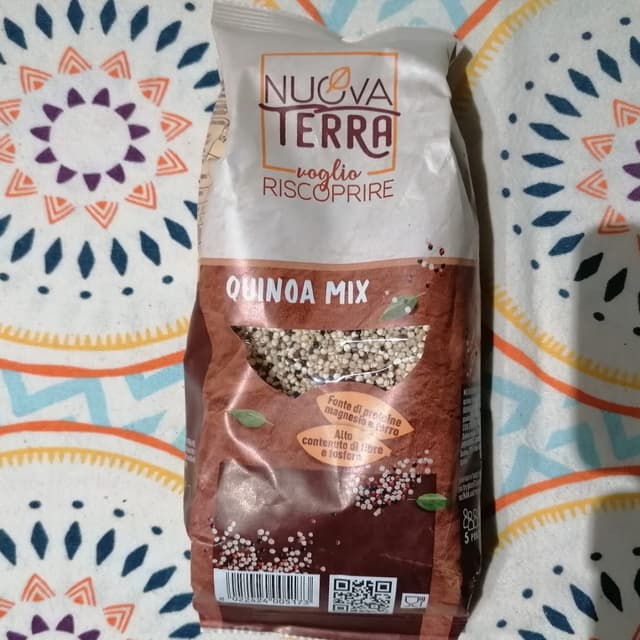 NUOVA
TERRA
voglio
RISCOPRIRE
QUINOA MIX
Fonte di proteine
magnesio e ferro
Alto
contenuto di fibre
e fosforo